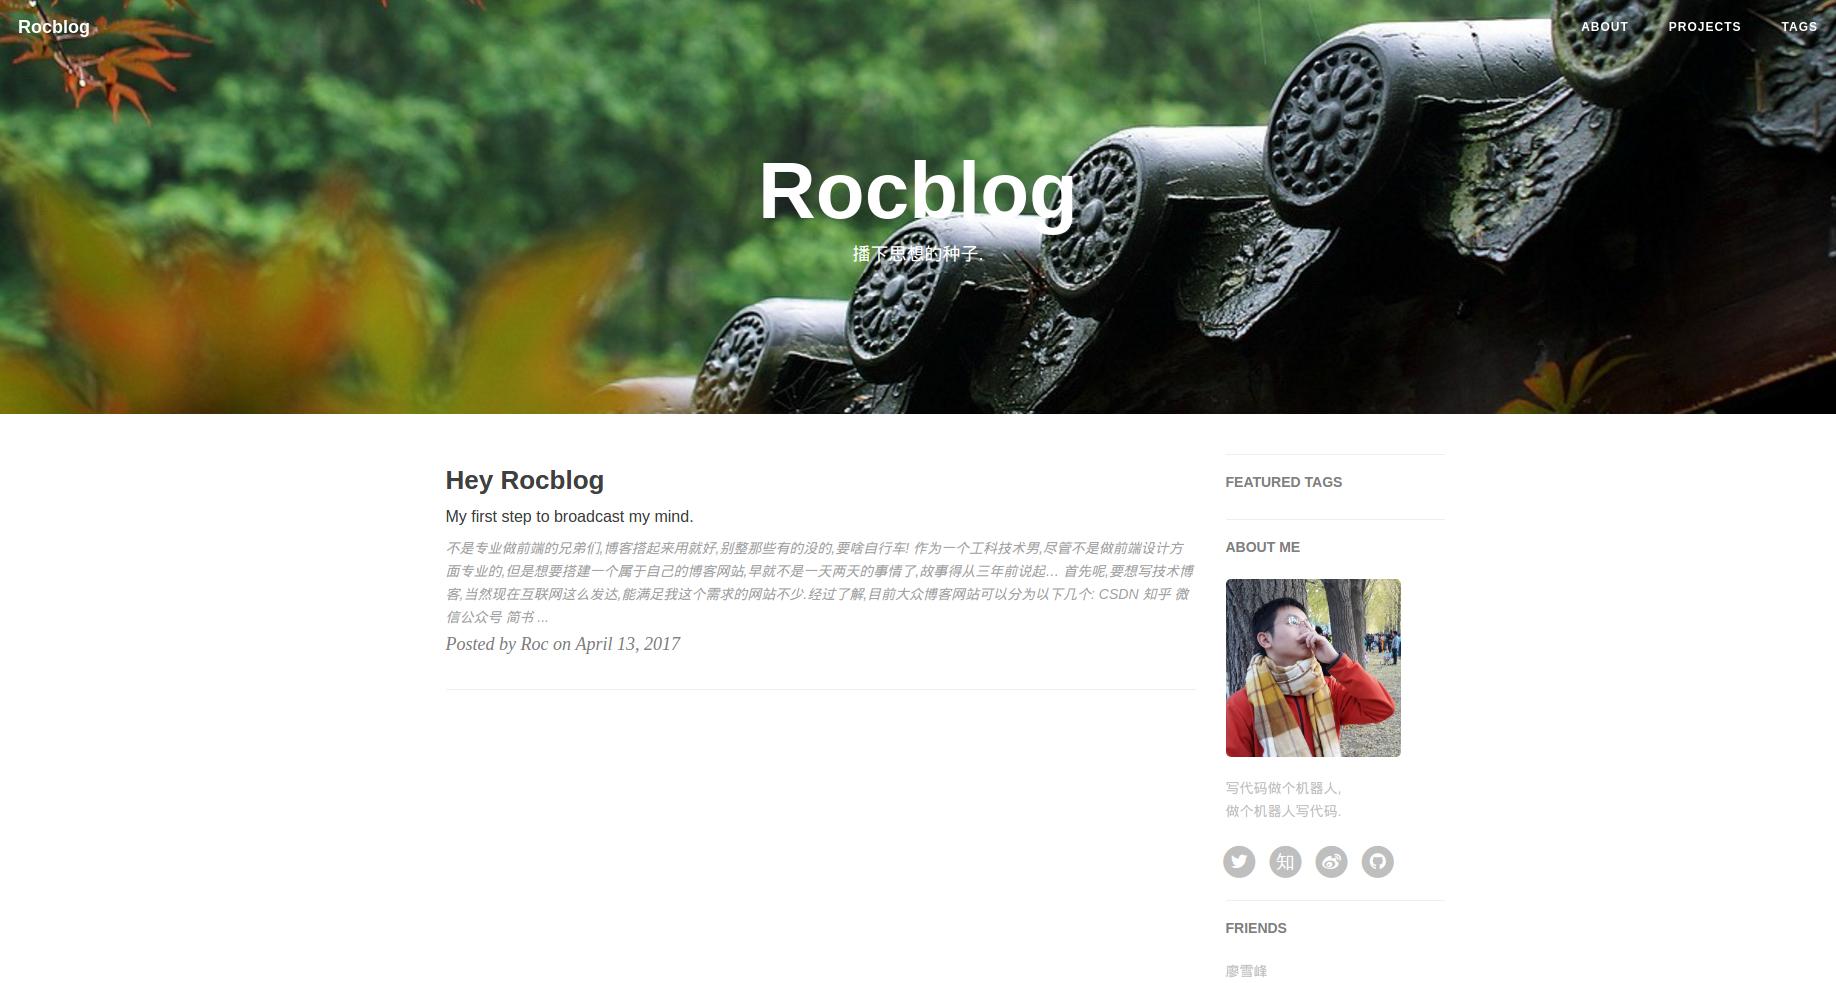 Rocblog
ABOUT PROJECTS TAGS
Rocblog
播下思想的种子.
Hey Rocblog
My first step to broadcast my mind.
不是专业做前端的兄弟们,博客搭起来用就好,别整那些有的没的,要啥自行车! 作为一个工科技术男,尽管不是做前端设计方
面专业的,但是想要搭建一个属于自己的博客网站,早就不是一天两天的事情了,故事得从三年前说起… 首先呢,要想写技术博
客,当然现在互联网这么发达,能满足我这个需求的网站不少.经过了解,目前大众博客网站可以分为以下几个: CSDN 知乎 微
信公众号 简书 ...
Posted by Roc on April 13, 2017
FEATURED TAGS
ABOUT ME
写代码做个机器人,
做个机器人写代码.
知
FRIENDS
廖雪峰